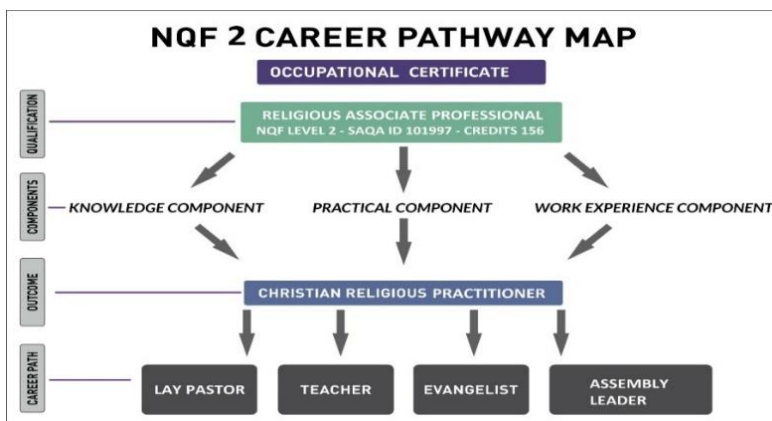 NQF 2 CAREER PATHWAY MAP
OCCUPATIONAL CERTIFICATE
QUALIFICATION
RELIGIOUS ASSOCIATE PROFESSIONAL
NQF LEVEL 2 - SAQA ID 101997 - CREDITS 156
COMPONENTS
KNOWLEDGE COMPONENT
PRACTICAL COMPONENT
WORK EXPERIENCE COMPONENT
OUTCOME
CHRISTIAN RELIGIOUS PRACTITIONER
CAREER PATH
LAY PASTOR
TEACHER
EVANGELIST
ASSEMBLY
LEADER